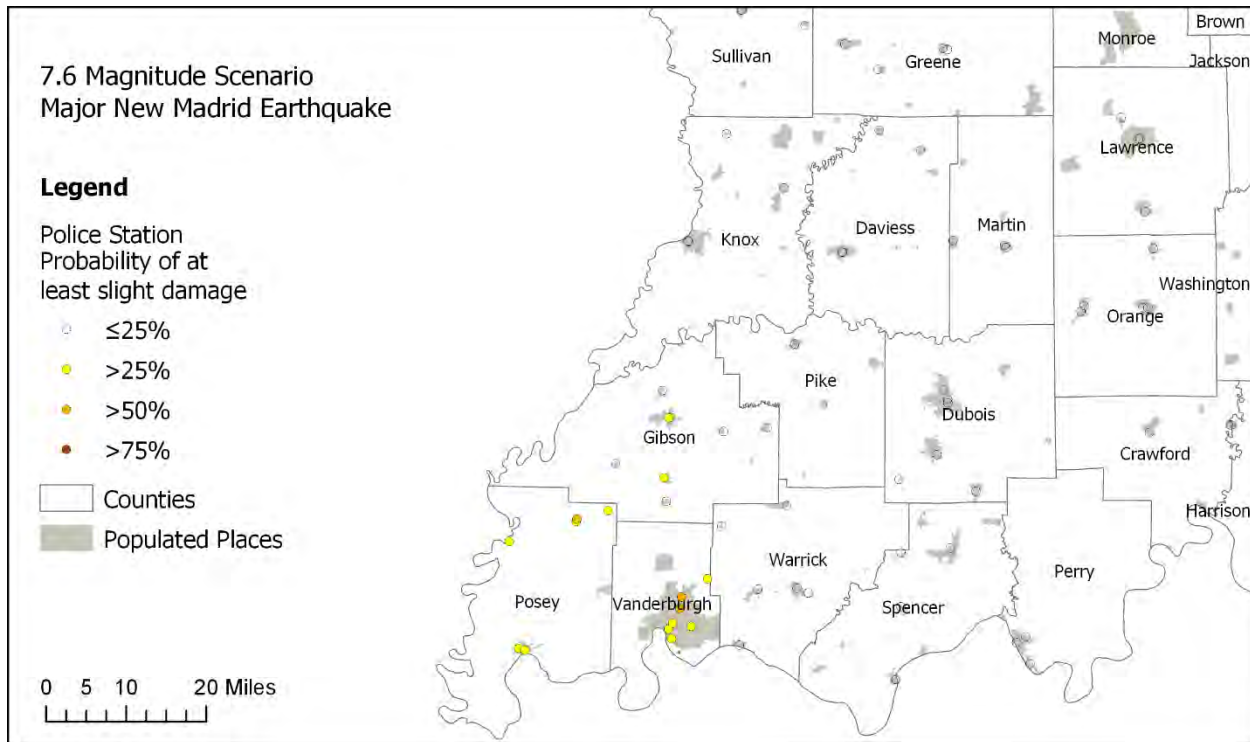 7.6 Magnitude Scenario
Major New Madrid Earthquake
Legend
Police Station
Probability of at
least slight damage
≤25%
>25%
>50%
>75%
Counties
Populated Places
0 5 10 20 Miles
Brown
Monroe
Jackson
Sullivan
Greene
Lawrence
Knox
Daviess
Martin
Washington
Orange
Pike
Dubois
Gibson
Crawford
Harrison
Warrick
Perry
Posey
Vanderburgh
Spencer